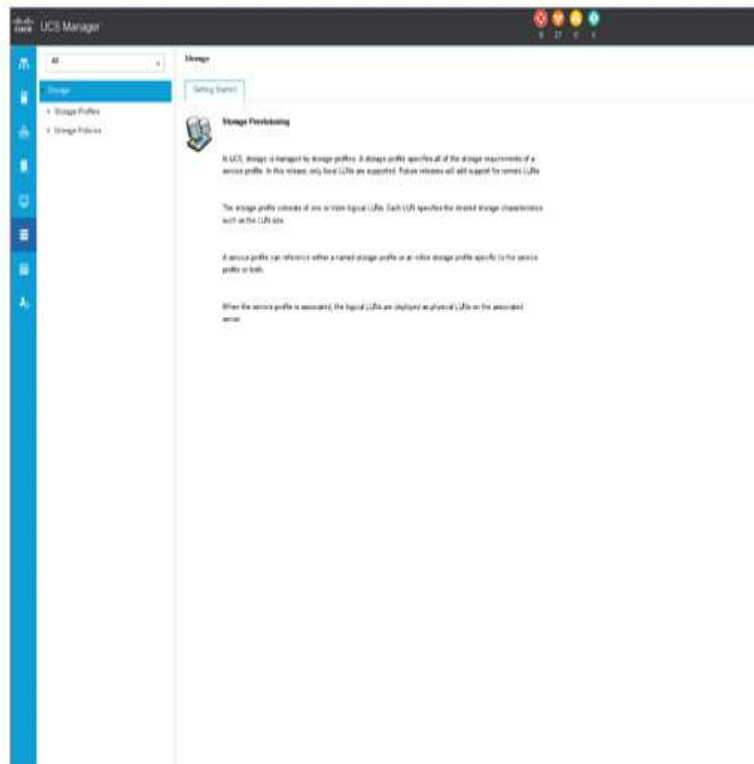 CISCO UCS Manager
0 27 0 0
All
Storage
Storage Profiles
Storage Policies
Storage
Getting Started
Storage Provisioning
In UCS, storage is managed by storage profiles. A storage profile specifies all of the storage requirements of a
service profile. In this release, only local LUNs are supported. Future releases will add support for remote LUNs.
The storage profile consists of one or more logical LUNs. Each LUN specifies the desired storage characteristics
such as the LUN size.
A service profile can reference either a named storage profile or an inline storage profile specific to the service
profile or both.
When the service profile is associated, the logical LUNs are deployed as physical LUNs on the associated
server.